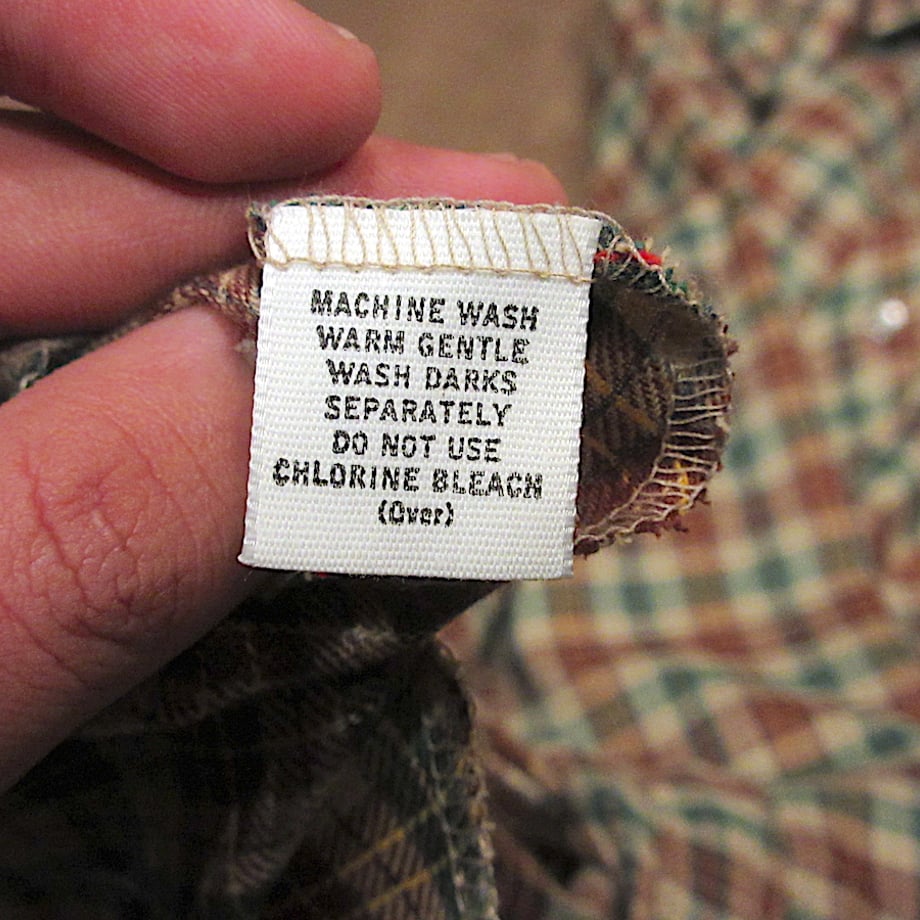 MACHINE WASH
WARM GENTLE
WASH DARKS
SEPARATELY
DO NOT USE
CHLORINE BLEACH
(Over)